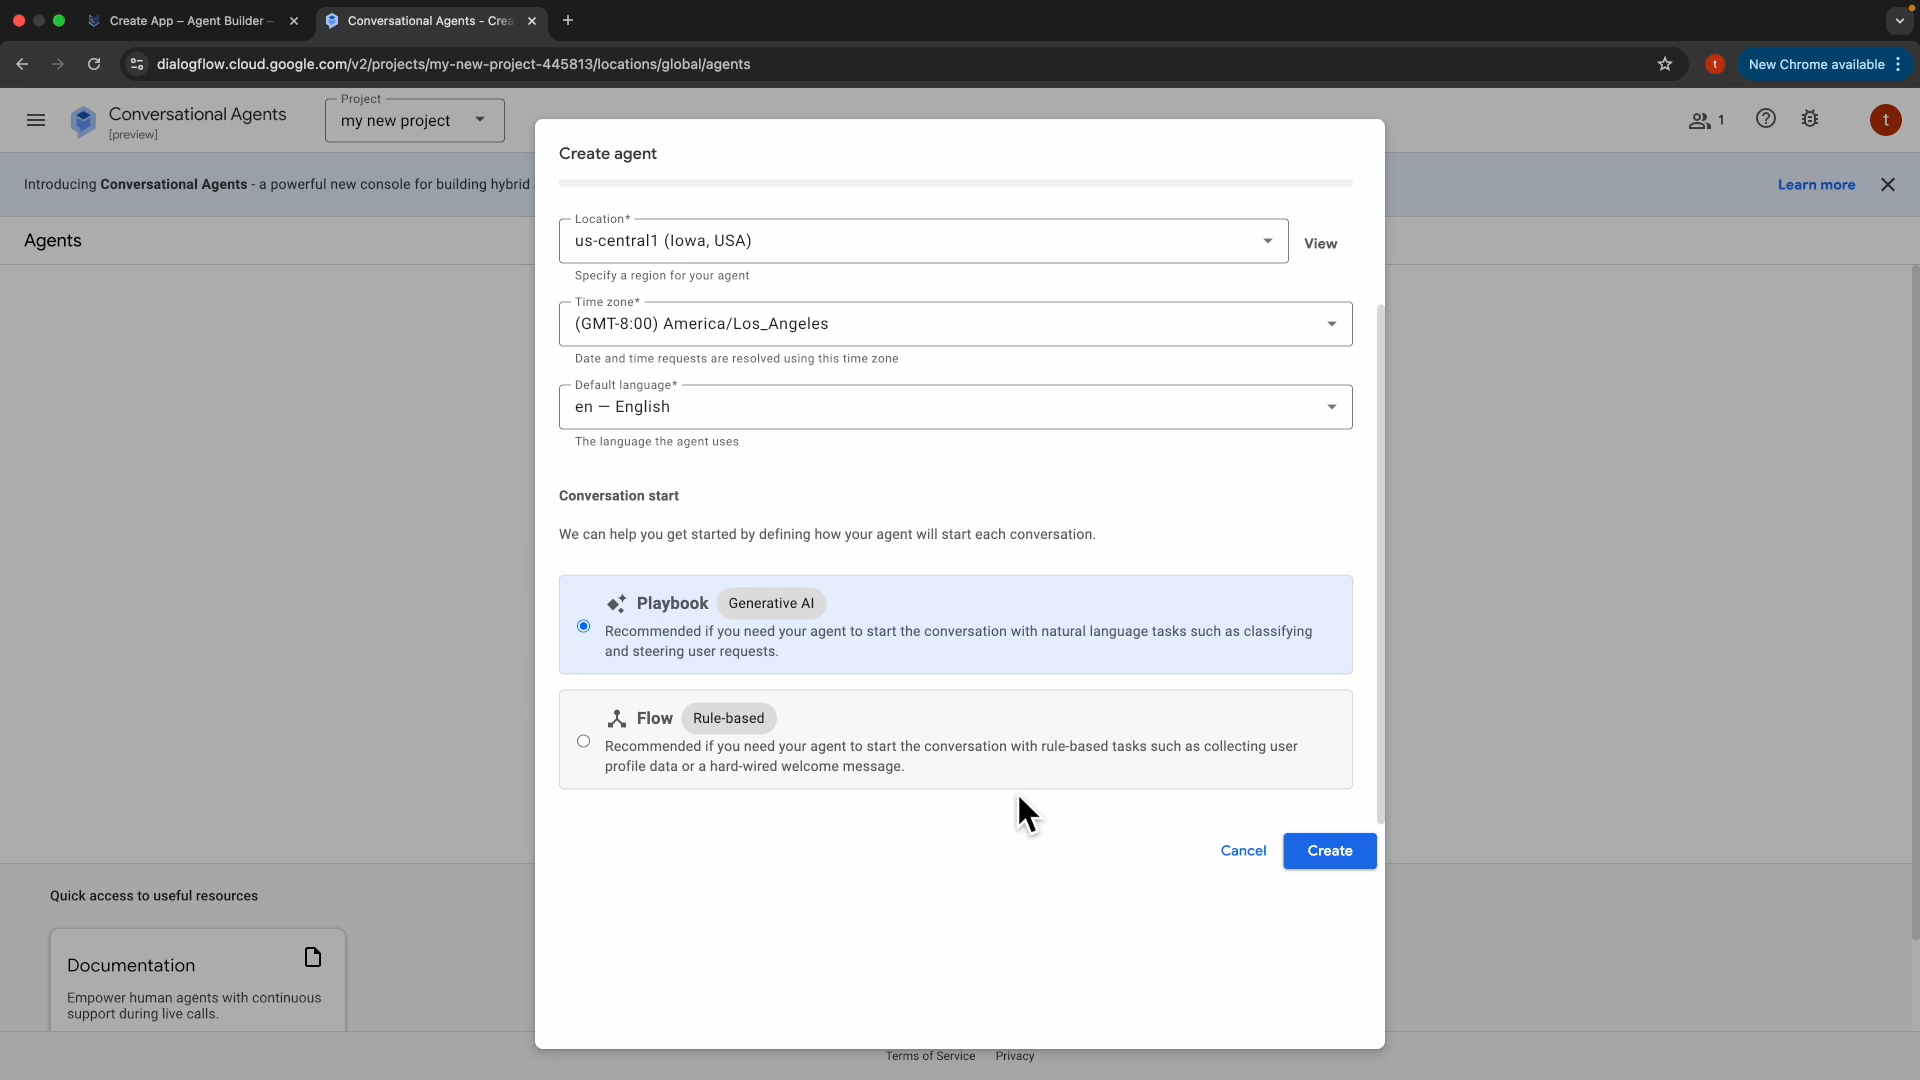 Create App – Agent Builder –
Conversational Agents - Crea
dialogflow.cloud.google.com/v2/projects/my-new-project-445813/locations/global/agents
t
New Chrome available
Conversational Agents
[preview]
Project
my new project
1
t
Introducing Conversational Agents - a powerful new console for building hybrid
Learn more
Agents
Create agent
Location*
us-central1 (Iowa, USA)
View
Specify a region for your agent
Time zone*
(GMT-8:00) America/Los_Angeles
Date and time requests are resolved using this time zone
Default language*
en — English
The language the agent uses
Conversation start
We can help you get started by defining how your agent will start each conversation.
Playbook Generative AI
Recommended if you need your agent to start the conversation with natural language tasks such as classifying
and steering user requests.
Flow Rule-based
Recommended if you need your agent to start the conversation with rule-based tasks such as collecting user
profile data or a hard-wired welcome message.
Cancel
Create
Quick access to useful resources
Documentation
Empower human agents with continuous
support during live calls.
Terms of Service Privacy